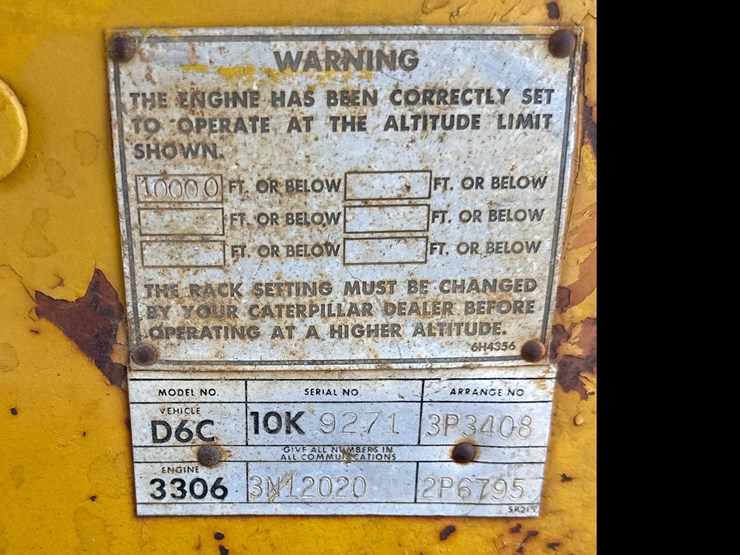 WARNING
THE ENGINE HAS BEEN CORRECTLY SET
TO OPERATE AT THE ALTITUDE LIMIT
SHOWN.
10000 FT. OR BELOW FT. OR BELOW
FT. OR BELOW FT. OR BELOW
FT. OR BELOW FT. OR BELOW
THE RACK SETTING MUST BE CHANGED
BY YOUR CATERPILLAR DEALER BEFORE
OPERATING AT A HIGHER ALTITUDE.
6H4356
MODEL NO. SERIAL NO. ARRANGE NO
VEHICLE
D6C 10K 9271 3P3408
GIVE ALL NUMBERS IN
ALL COMMUNICATIONS
ENGINE
3306 2P6795